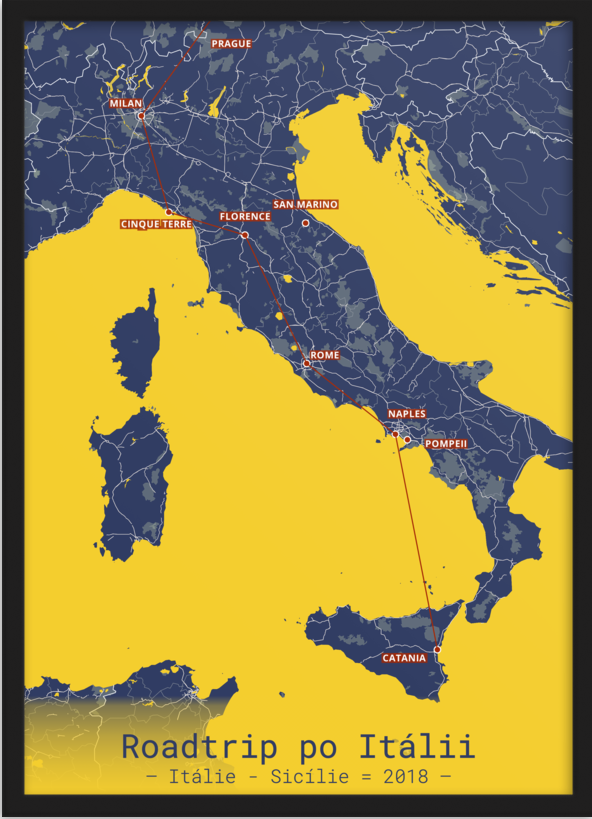 PRAGUE
MILAN
SAN MARINO
FLORENCE
CINQUE TERRE
ROME
NAPLES
POMPEII
CATANIA
Roadtrip po Itálii
— Itálie - Sicílie = 2018 —